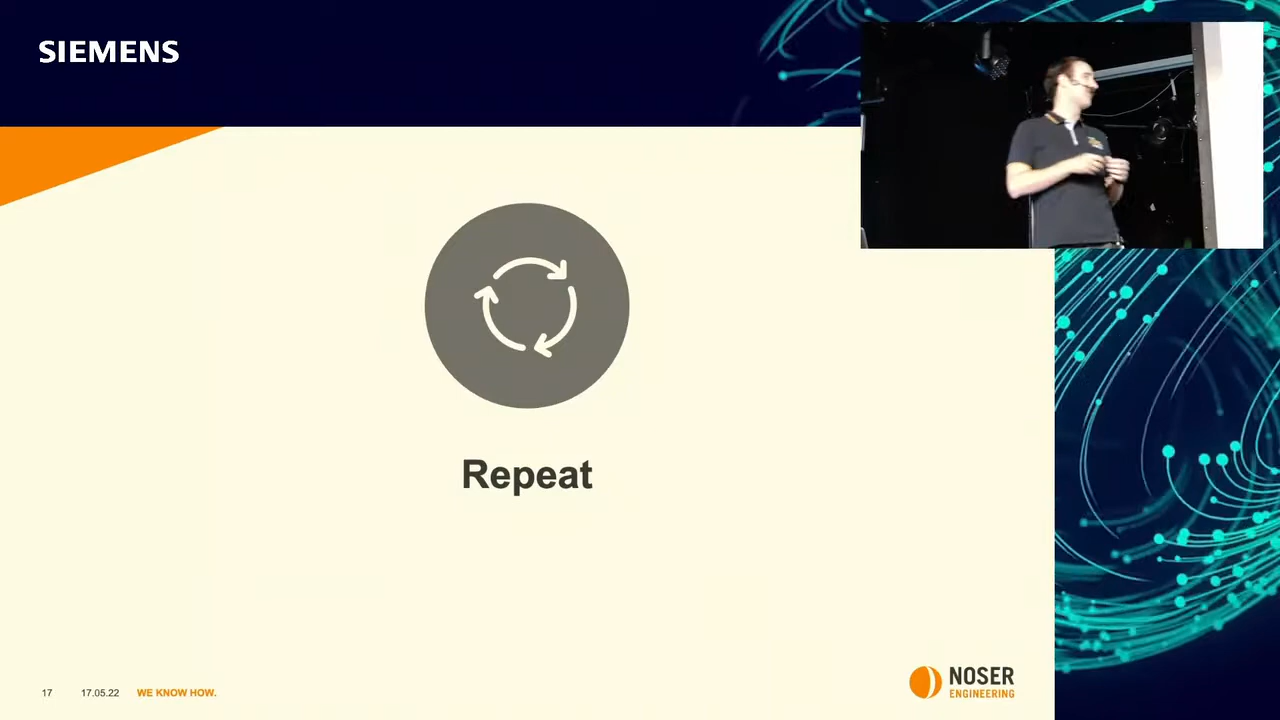 SIEMENS
Repeat
17 17.05.22 WE KNOW HOW.
NOSER
ENGINEERING